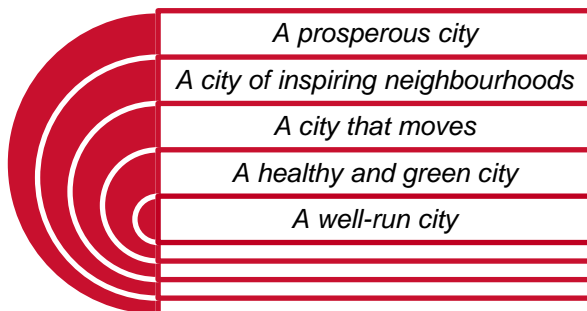 A prosperous city
A city of inspiring neighbourhoods
A city that moves
A healthy and green city
A well-run city